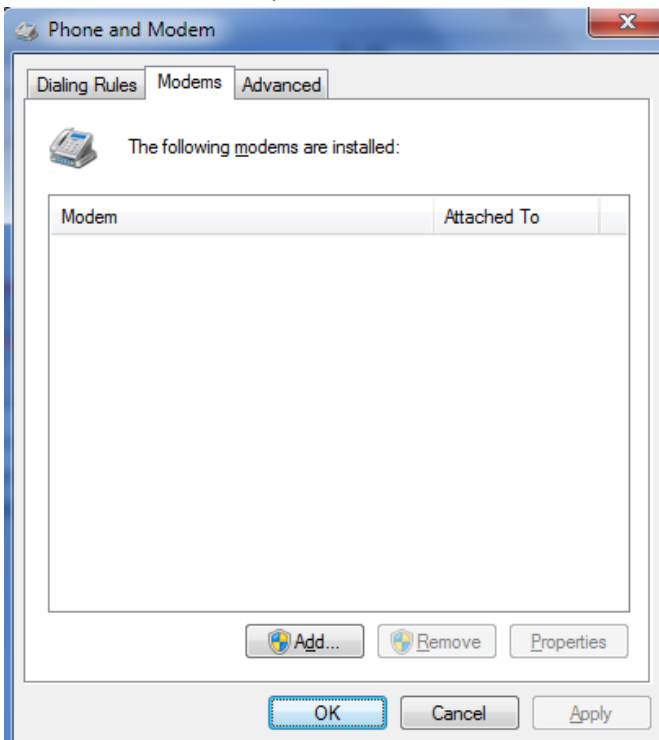 Phone and Modem
Dialing Rules Modems Advanced
The following modems are installed:
Modem Attached To
Add... Remove Properties
OK Cancel Apply